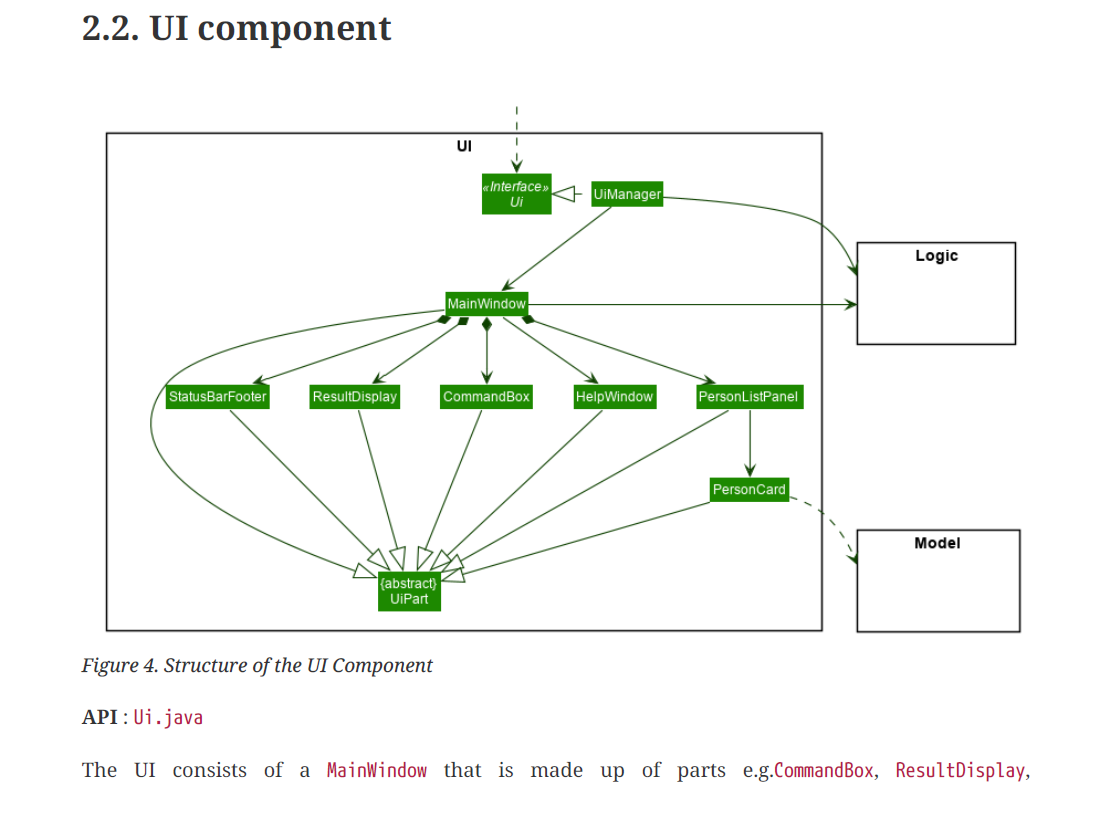 2.2. UI component
UI
«Interface»
Ui
UiManager
Logic
MainWindow
StatusBarFooter
ResultDisplay
CommandBox
HelpWindow
PersonListPanel
PersonCard
Model
{abstract}
UiPart
Figure 4. Structure of the UI Component
API : Ui.java
The UI consists of a MainWindow that is made up of parts e.g.CommandBox, ResultDisplay,